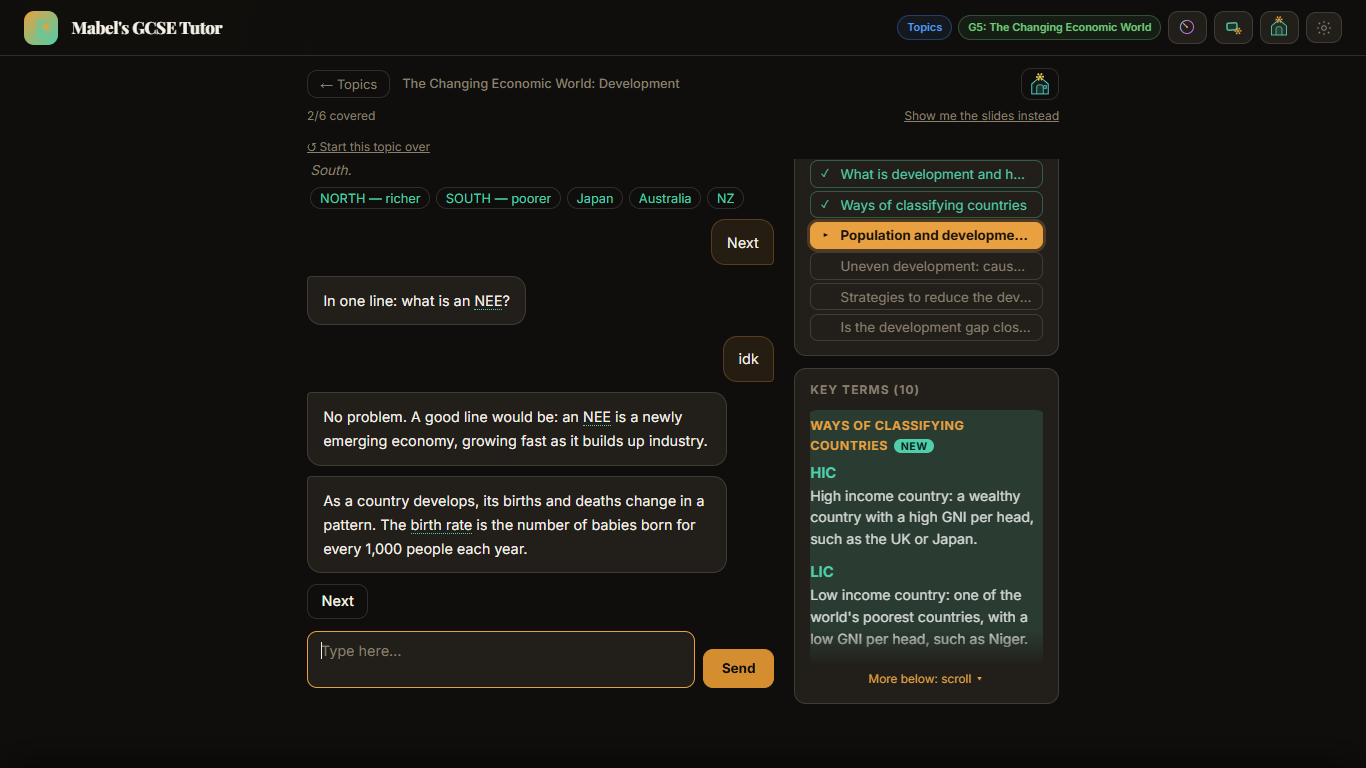 Mabel's GCSE Tutor
Topics
G5: The Changing Economic World
← Topics
The Changing Economic World: Development
2/6 covered
Show me the slides instead
↺ Start this topic over
South.
NORTH — richer
SOUTH — poorer
Japan
Australia
NZ
Next
In one line: what is an NEE?
idk
No problem. A good line would be: an NEE is a newly
emerging economy, growing fast as it builds up industry.
As a country develops, its births and deaths change in a
pattern. The birth rate is the number of babies born for
every 1,000 people each year.
Next
Type here...
Send
✓ What is development and h...
✓ Ways of classifying countries
▸ Population and developme...
Uneven development: caus...
Strategies to reduce the dev...
Is the development gap clos...
KEY TERMS (10)
WAYS OF CLASSIFYING
COUNTRIES NEW
HIC
High income country: a wealthy
country with a high GNI per head,
such as the UK or Japan.
LIC
Low income country: one of the
world's poorest countries, with a
low GNI per head, such as Niger.
More below: scroll ▾